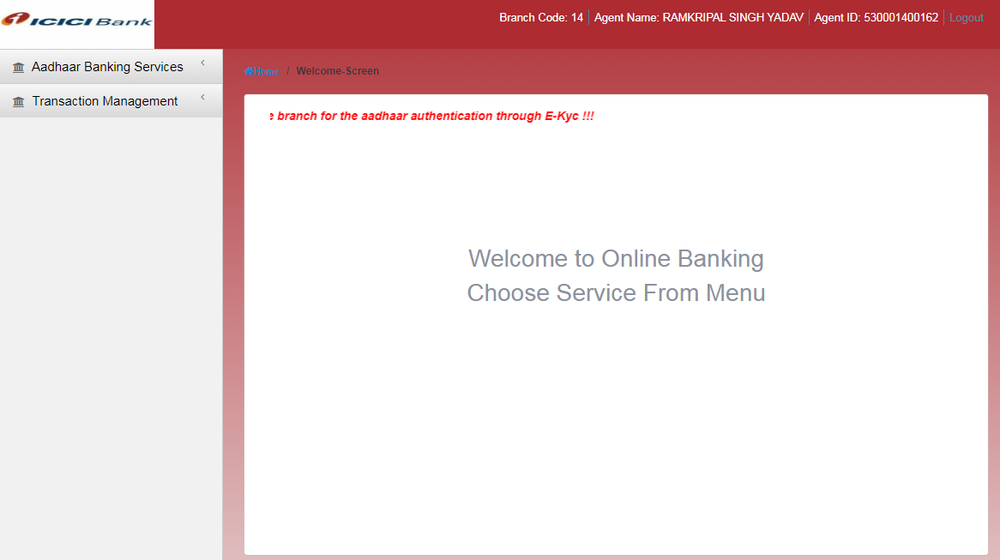 ICICI Bank
Branch Code: 14 Agent Name: RAMKRIPAL SINGH YADAV Agent ID: 530001400162 Logout
Aadhaar Banking Services
Transaction Management
Home / Welcome-Screen
branch for the aadhaar authentication through E-Kyc !!!
Welcome to Online Banking
Choose Service From Menu